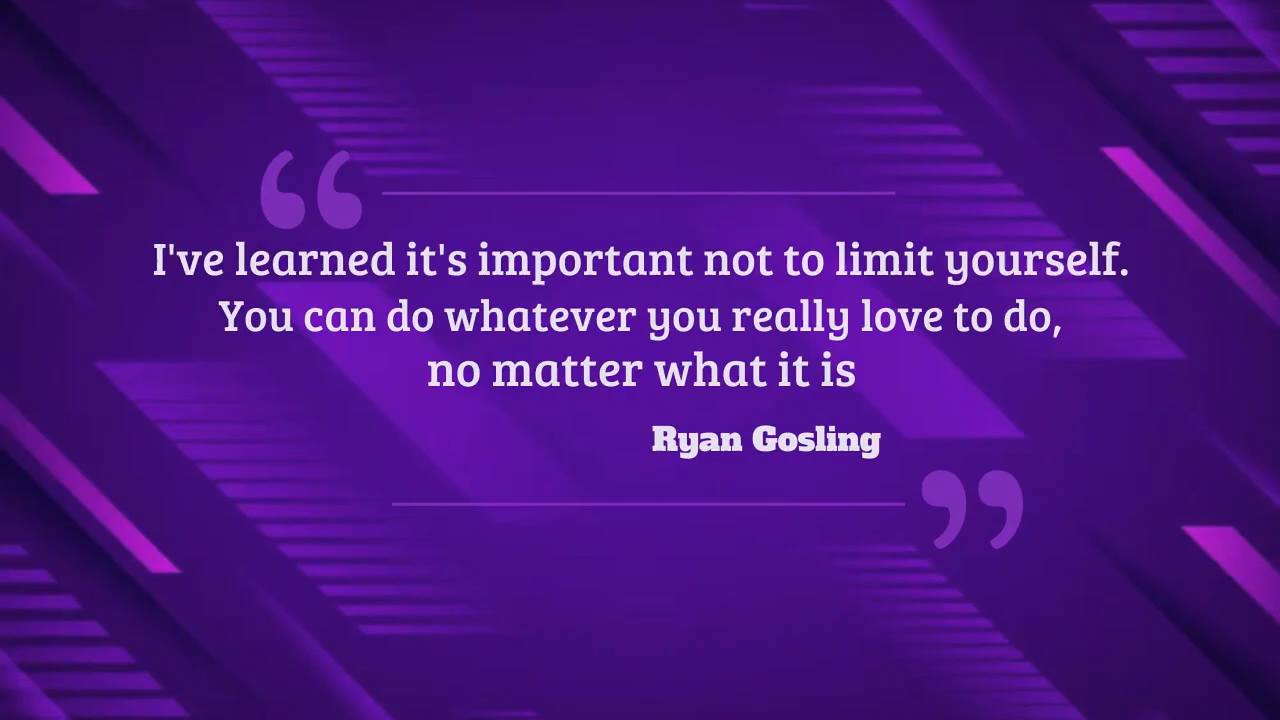 I've learned it's important not to limit yourself.
You can do whatever you really love to do,
no matter what it is
Ryan Gosling